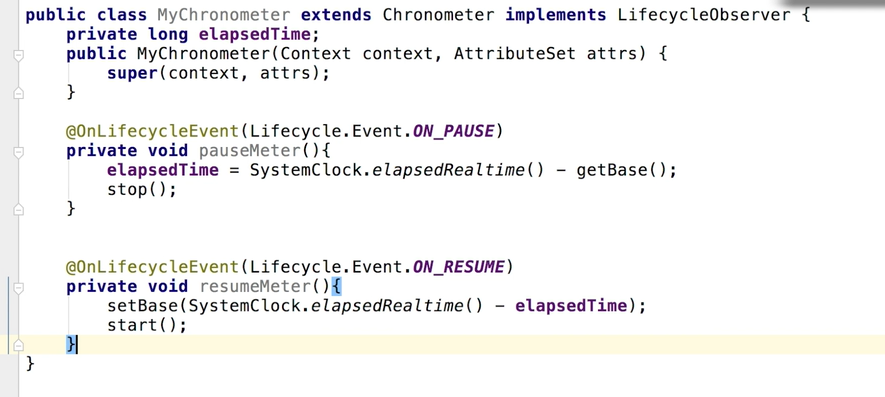 public class MyChronometer extends Chronometer implements LifecycleObserver {
    private long elapsedTime;
    public MyChronometer(Context context, AttributeSet attrs) {
        super(context, attrs);
    }
    @OnLifecycleEvent(Lifecycle.Event.ON_PAUSE)
    private void pauseMeter(){
        elapsedTime = SystemClock.elapsedRealtime() - getBase();
        stop();
    }
    @OnLifecycleEvent(Lifecycle.Event.ON_RESUME)
    private void resumeMeter(){
        setBase(SystemClock.elapsedRealtime() - elapsedTime);
        start();
    }
}